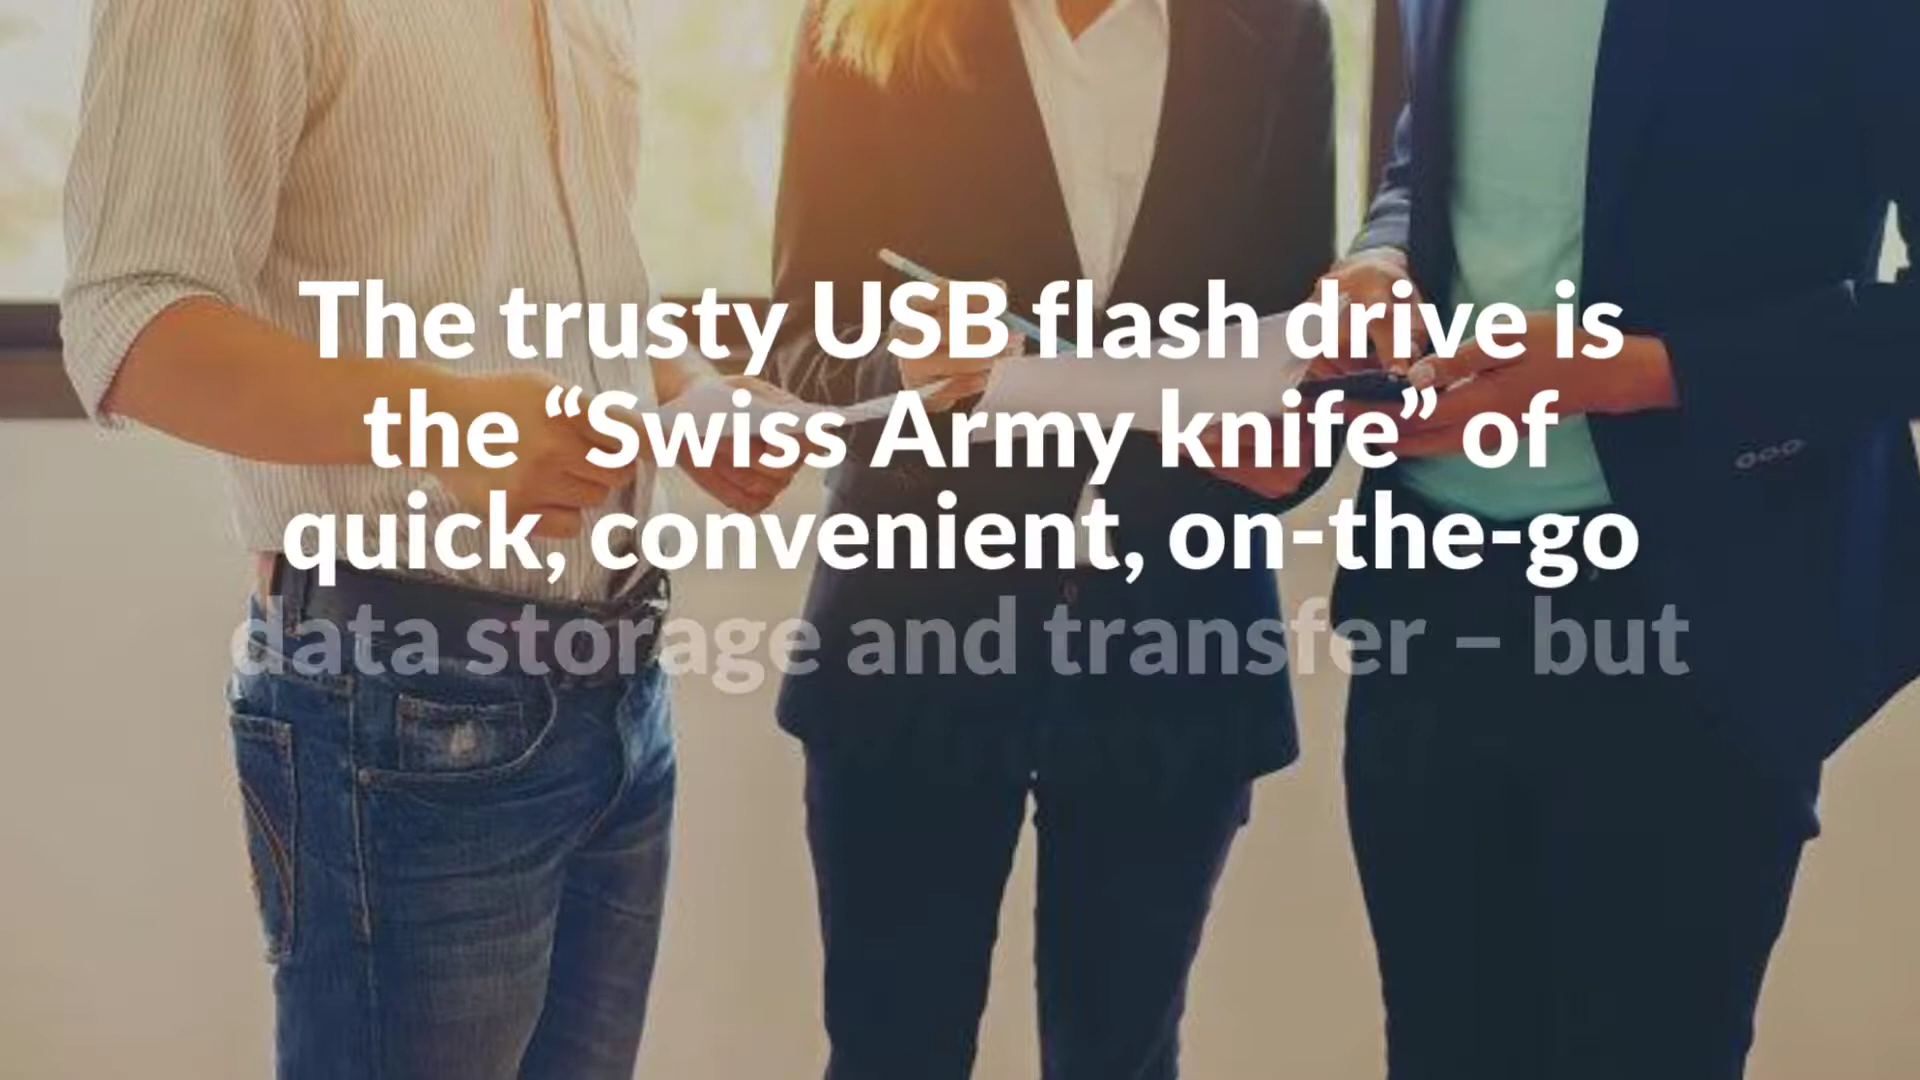 The trusty USB flash drive is
the “Swiss Army knife” of
quick, convenient, on-the-go
data storage and transfer – but